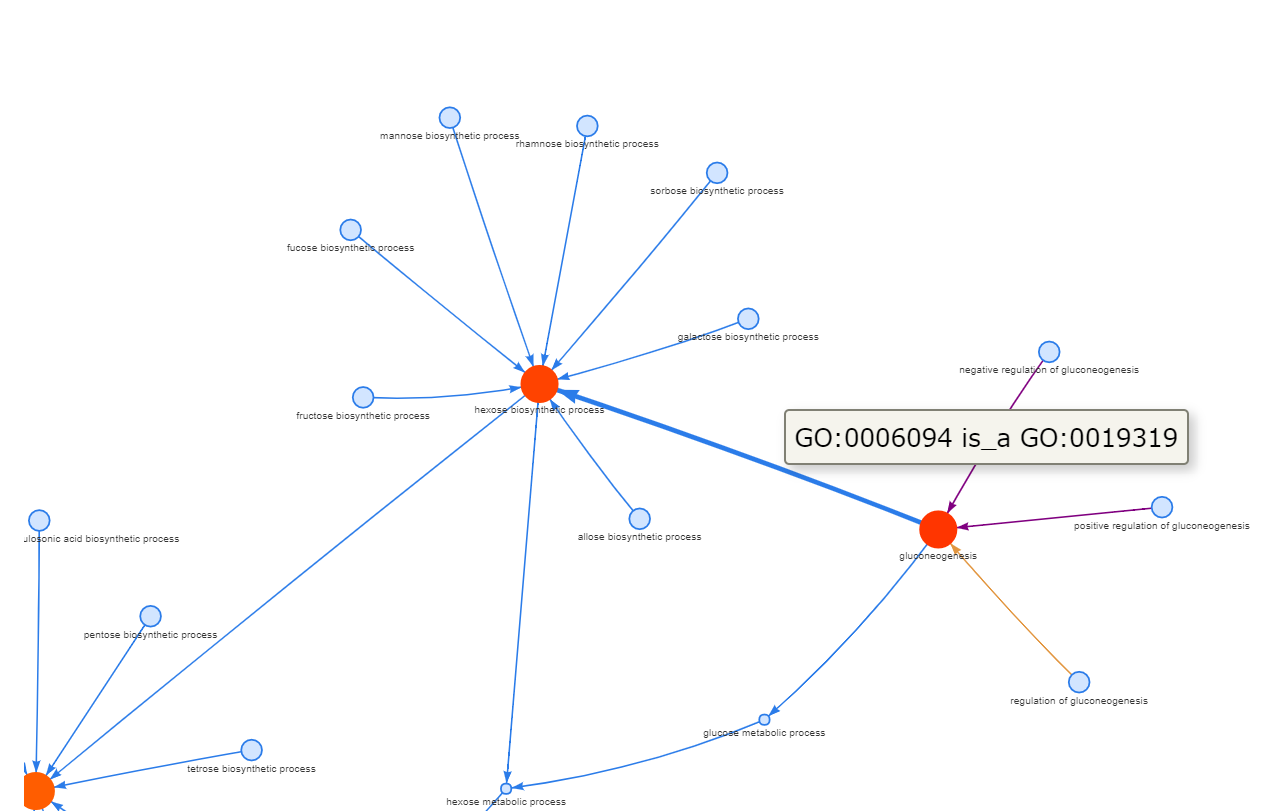 mannose biosynthetic process
rhamnose biosynthetic process
sorbose biosynthetic process
fucose biosynthetic process
galactose biosynthetic process
negative regulation of gluconeogenesis
hexose biosynthetic process
fructose biosynthetic process
GO:0006094 is_a GO:0019319
positive regulation of gluconeogenesis
allose biosynthetic process
ulosonic acid biosynthetic process
gluconeogenesis
pentose biosynthetic process
regulation of gluconeogenesis
glucose metabolic process
tetrose biosynthetic process
hexose metabolic process